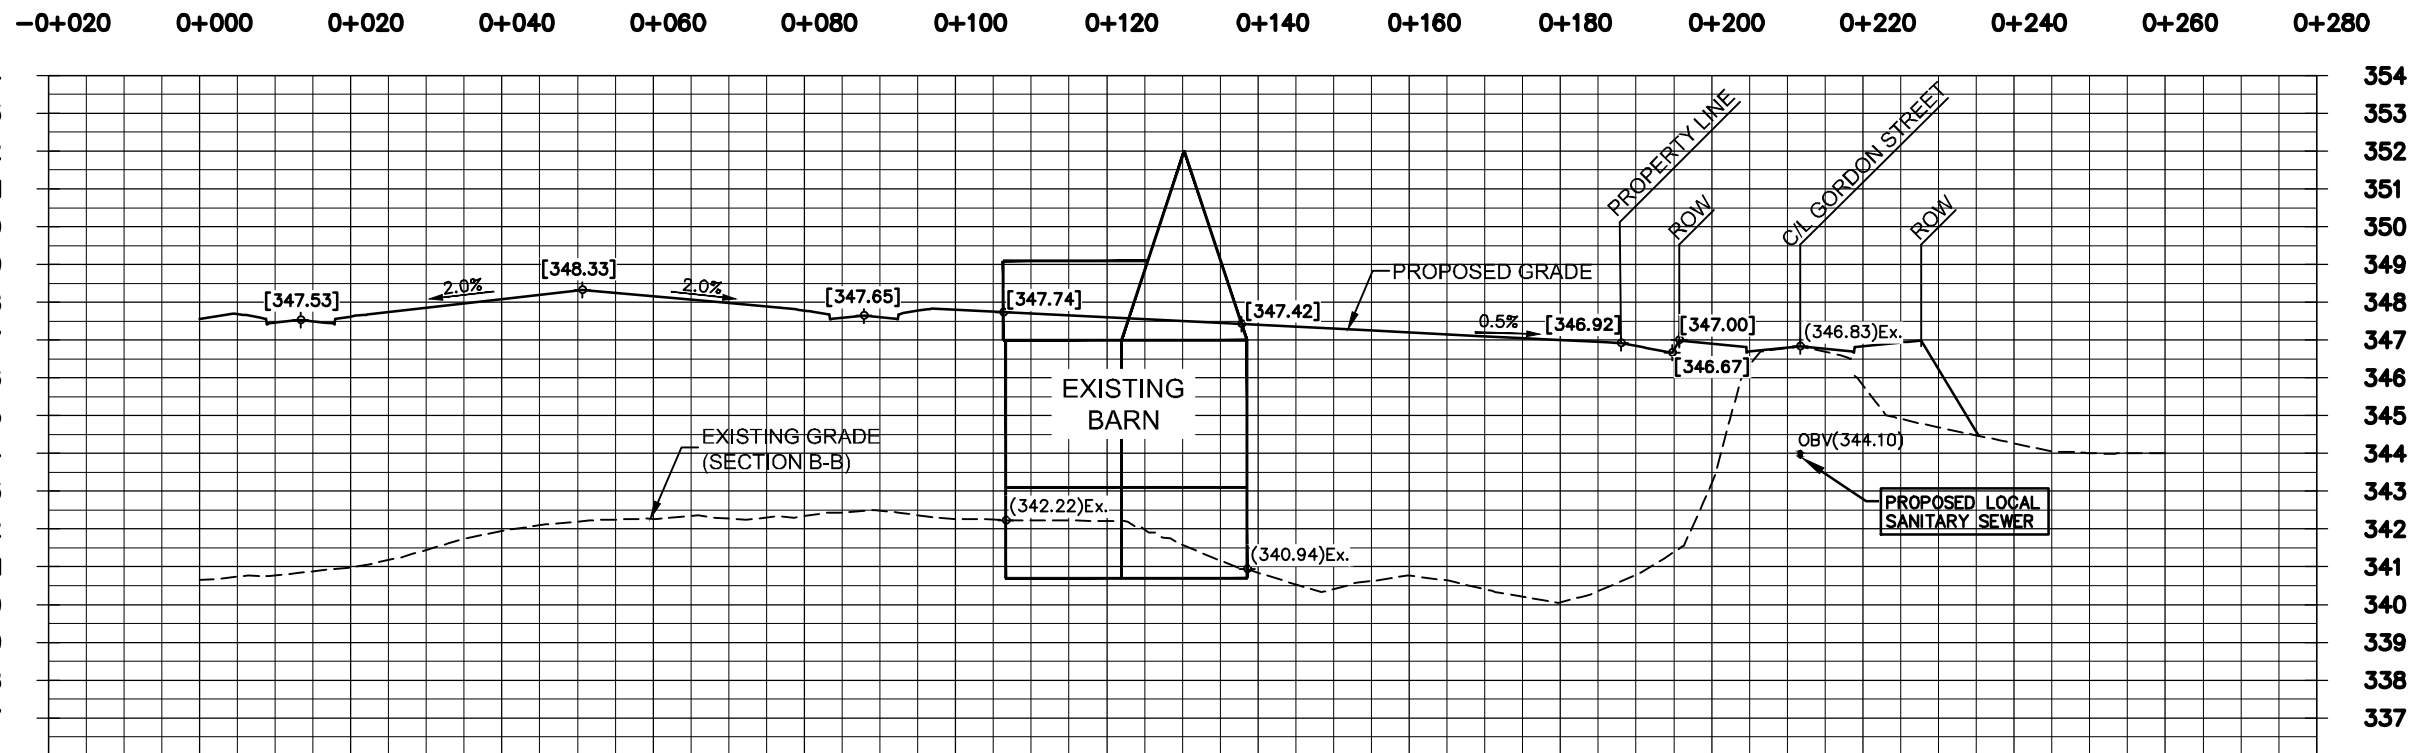 -0+020 0+000 0+020 0+040 0+060 0+080 0+100 0+120 0+140 0+160 0+180 0+200 0+220 0+240 0+260 0+280
354
353
352
351
350
349
348
347
346
345
344
343
342
341
340
339
338
337
PROPERTY LINE
ROW
C/L GORDON STREET
ROW
[347.53]
2.0%
[348.33]
2.0%
[347.65]
[347.74]
[347.42]
PROPOSED GRADE
0.5%
[346.92]
[347.00]
[346.67]
(346.83)Ex.
EXISTING
BARN
EXISTING GRADE
(SECTION B-B)
(342.22)Ex.
(340.94)Ex.
OBV(344.10)
PROPOSED LOCAL
SANITARY SEWER